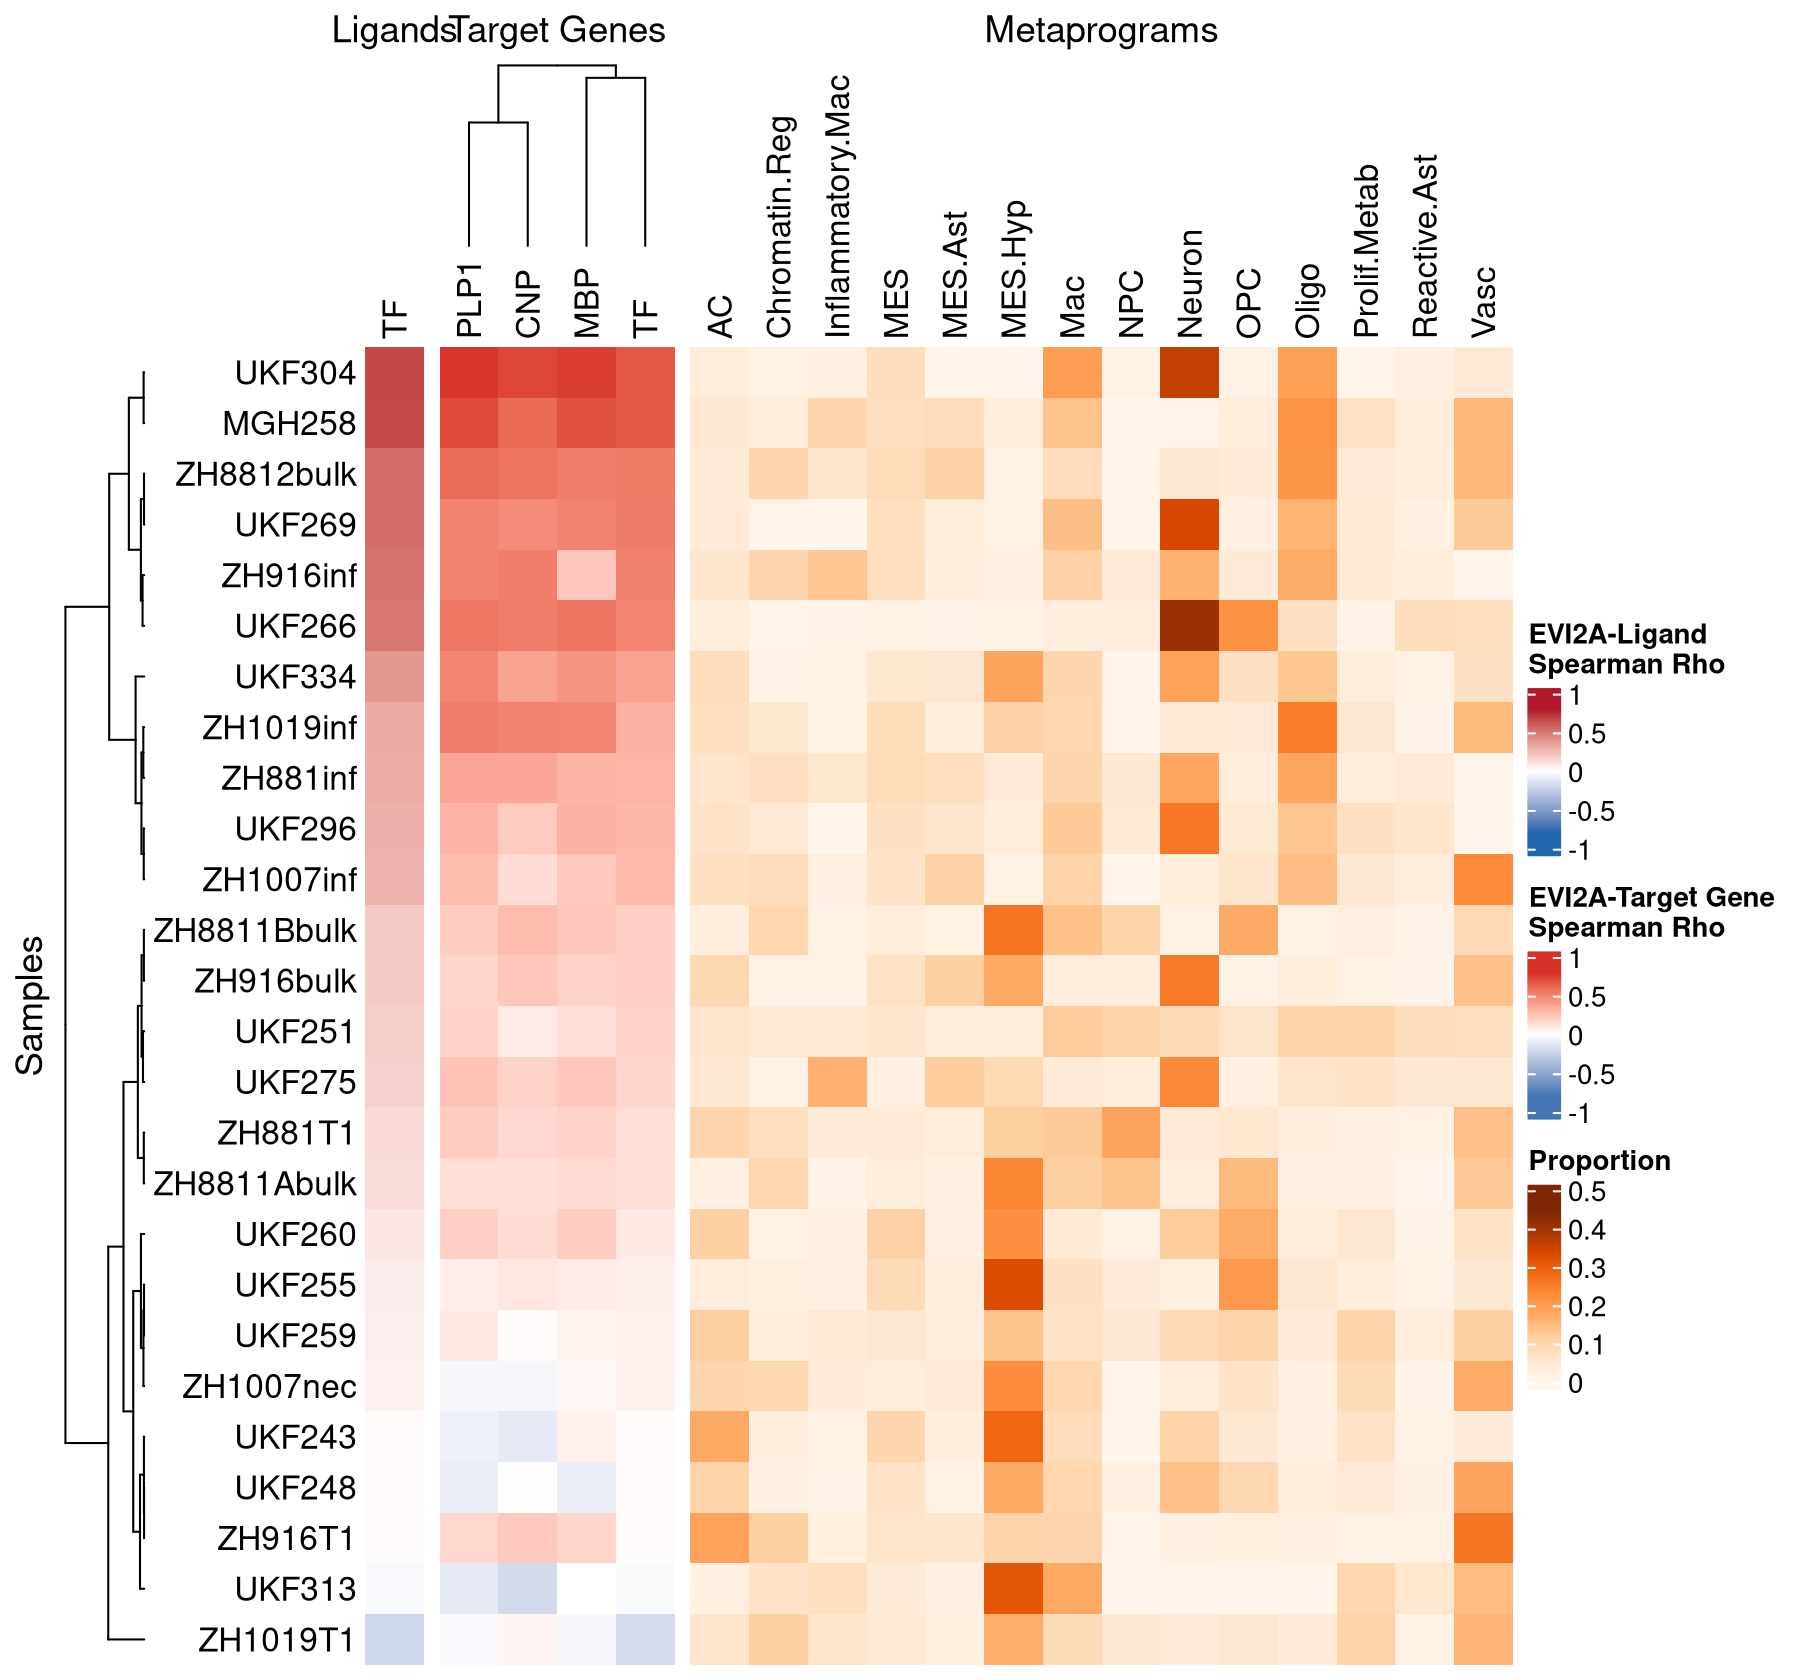 Ligands Target Genes Metaprograms
TF PLP1 CNP MBP TF AC Chromatin.Reg Inflammatory.Mac MES MES.Ast MES.Hyp Mac NPC Neuron OPC Oligo Prolif.Metab Reactive.Ast Vasc
Samples
UKF304
MGH258
ZH8812bulk
UKF269
ZH916inf
UKF266
UKF334
ZH1019inf
ZH881inf
UKF296
ZH1007inf
ZH8811Bbulk
ZH916bulk
UKF251
UKF275
ZH881T1
ZH8811Abulk
UKF260
UKF255
UKF259
ZH1007nec
UKF243
UKF248
ZH916T1
UKF313
ZH1019T1
EVI2A-Ligand
Spearman Rho
1
0.5
0
-0.5
-1
EVI2A-Target Gene
Spearman Rho
1
0.5
0
-0.5
-1
Proportion
0.5
0.4
0.3
0.2
0.1
0